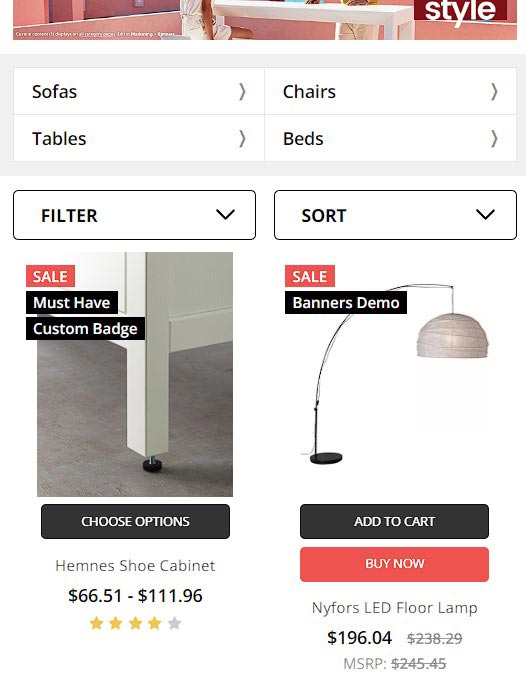 style
Custom content (1) displays on all category pages. Edit in Marketing > Banners
Sofas
Chairs
Tables
Beds
FILTER
SORT
SALE
Must Have
Custom Badge
SALE
Banners Demo
CHOOSE OPTIONS
Hemnes Shoe Cabinet
$66.51 - $111.96
ADD TO CART
BUY NOW
Nyfors LED Floor Lamp
$196.04 $238.29
MSRP: $245.45